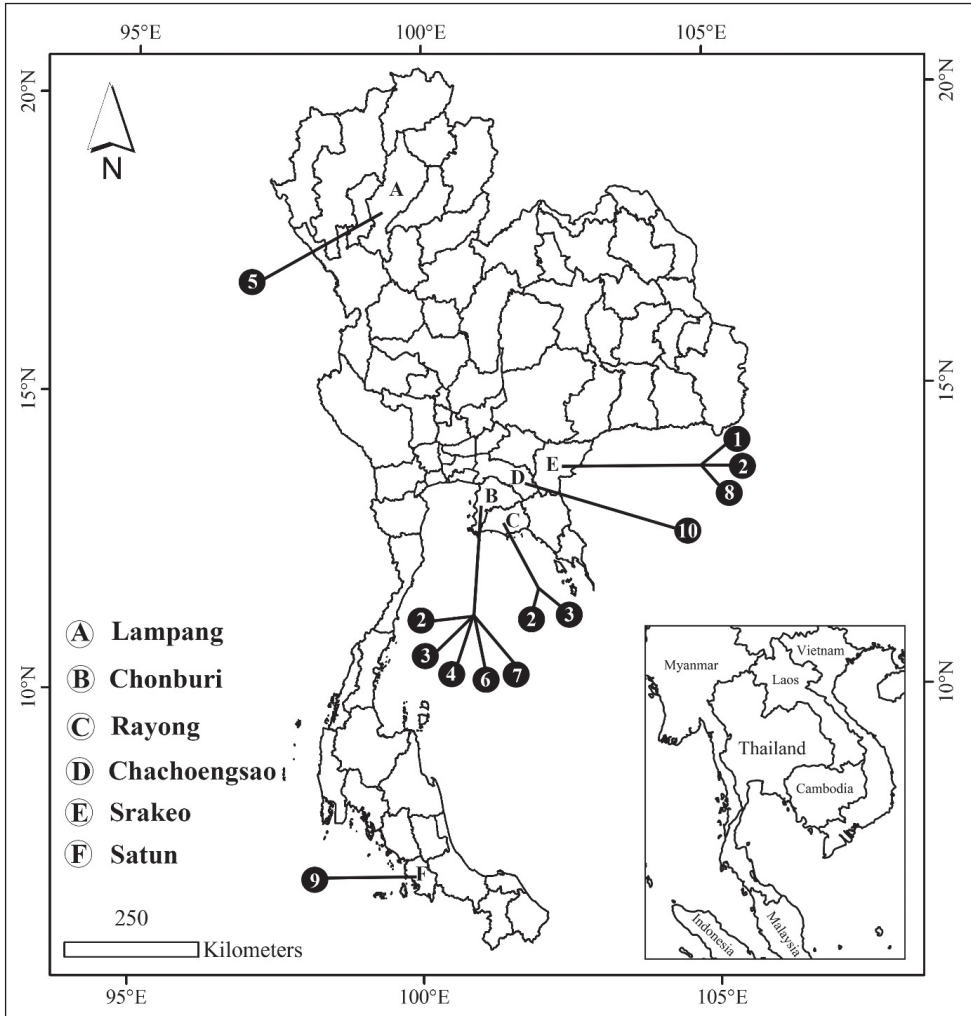 95°E 100°E 105°E
20°N 20°N
N
A
5
15°N 15°N
1
E 2
D
8
B
C 10
2 2 3
3
4 6 7
10°N 10°N
A Lampang
B Chonburi
C Rayong
D Chachoengsao
E Srakeo
F Satun
9 F
250
Kilometers
Myanmar
Vietnam
Laos
Thailand
Cambodia
Indonesia
Malaysia
95°E 100°E 105°E